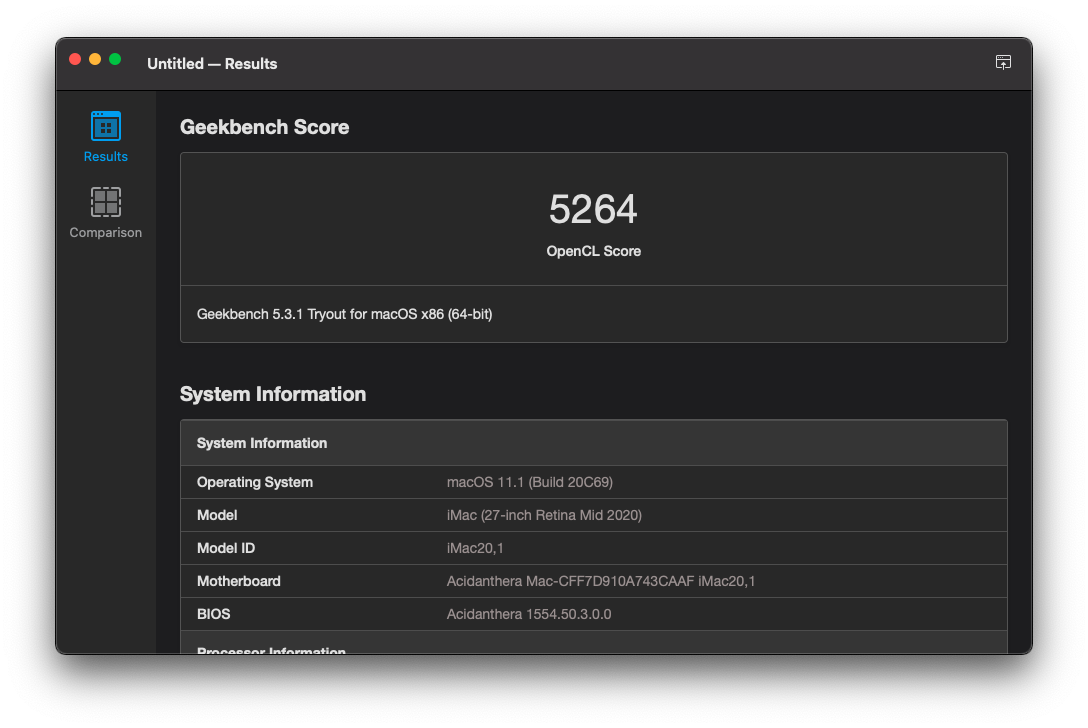 Untitled — Results
Results
Comparison
Geekbench Score
5264
OpenCL Score
Geekbench 5.3.1 Tryout for macOS x86 (64-bit)
System Information
System Information
Operating System macOS 11.1 (Build 20C69)
Model iMac (27-inch Retina Mid 2020)
Model ID iMac20,1
Motherboard Acidanthera Mac-CFF7D910A743CAAF iMac20,1
BIOS Acidanthera 1554.50.3.0.0
Processor Information